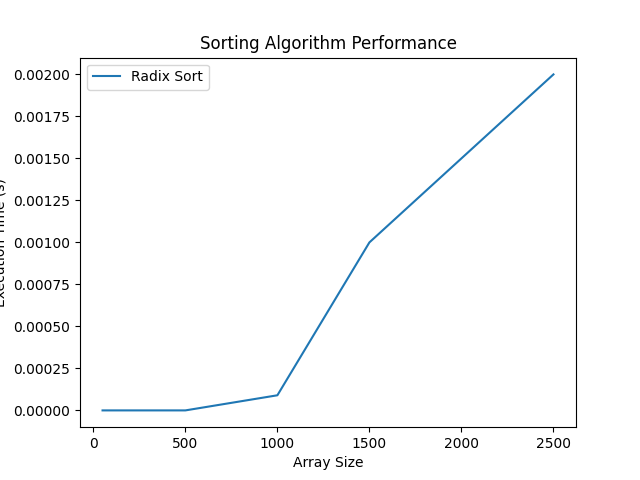 Sorting Algorithm Performance
Radix Sort
0.00200
0.00175
0.00150
0.00125
0.00100
0.00075
0.00050
0.00025
0.00000
Execution Time (s)
0 500 1000 1500 2000 2500
Array Size